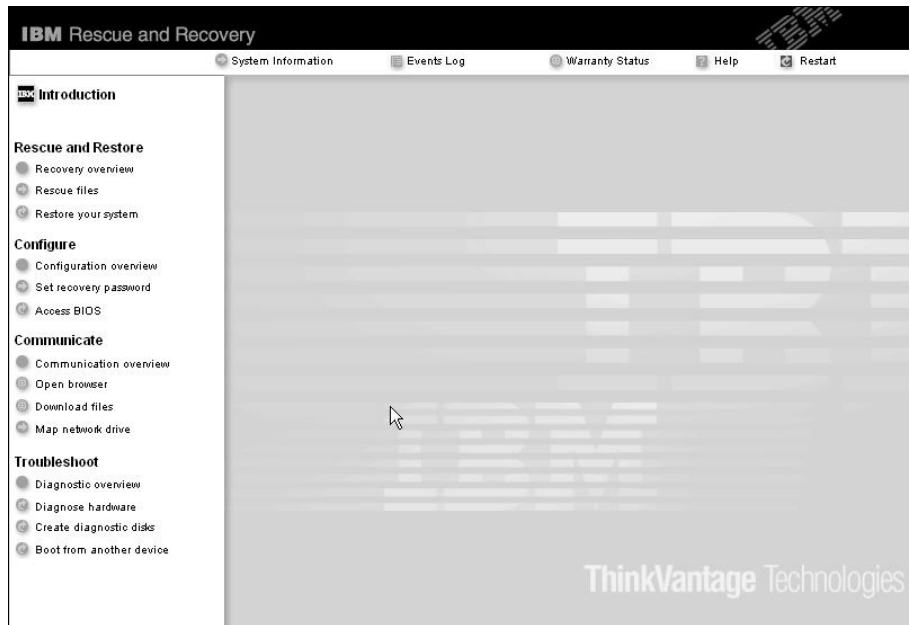 IBM Rescue and Recovery
IBM
System Information
Events Log
Warranty Status
Help
Restart
Introduction
Rescue and Restore
Recovery overview
Rescue files
Restore your system
Configure
Configuration overview
Set recovery password
Access BIOS
Communicate
Communication overview
Open browser
Download files
Map network drive
Troubleshoot
Diagnostic overview
Diagnose hardware
Create diagnostic disks
Boot from another device
IBM
ThinkVantage Technologies